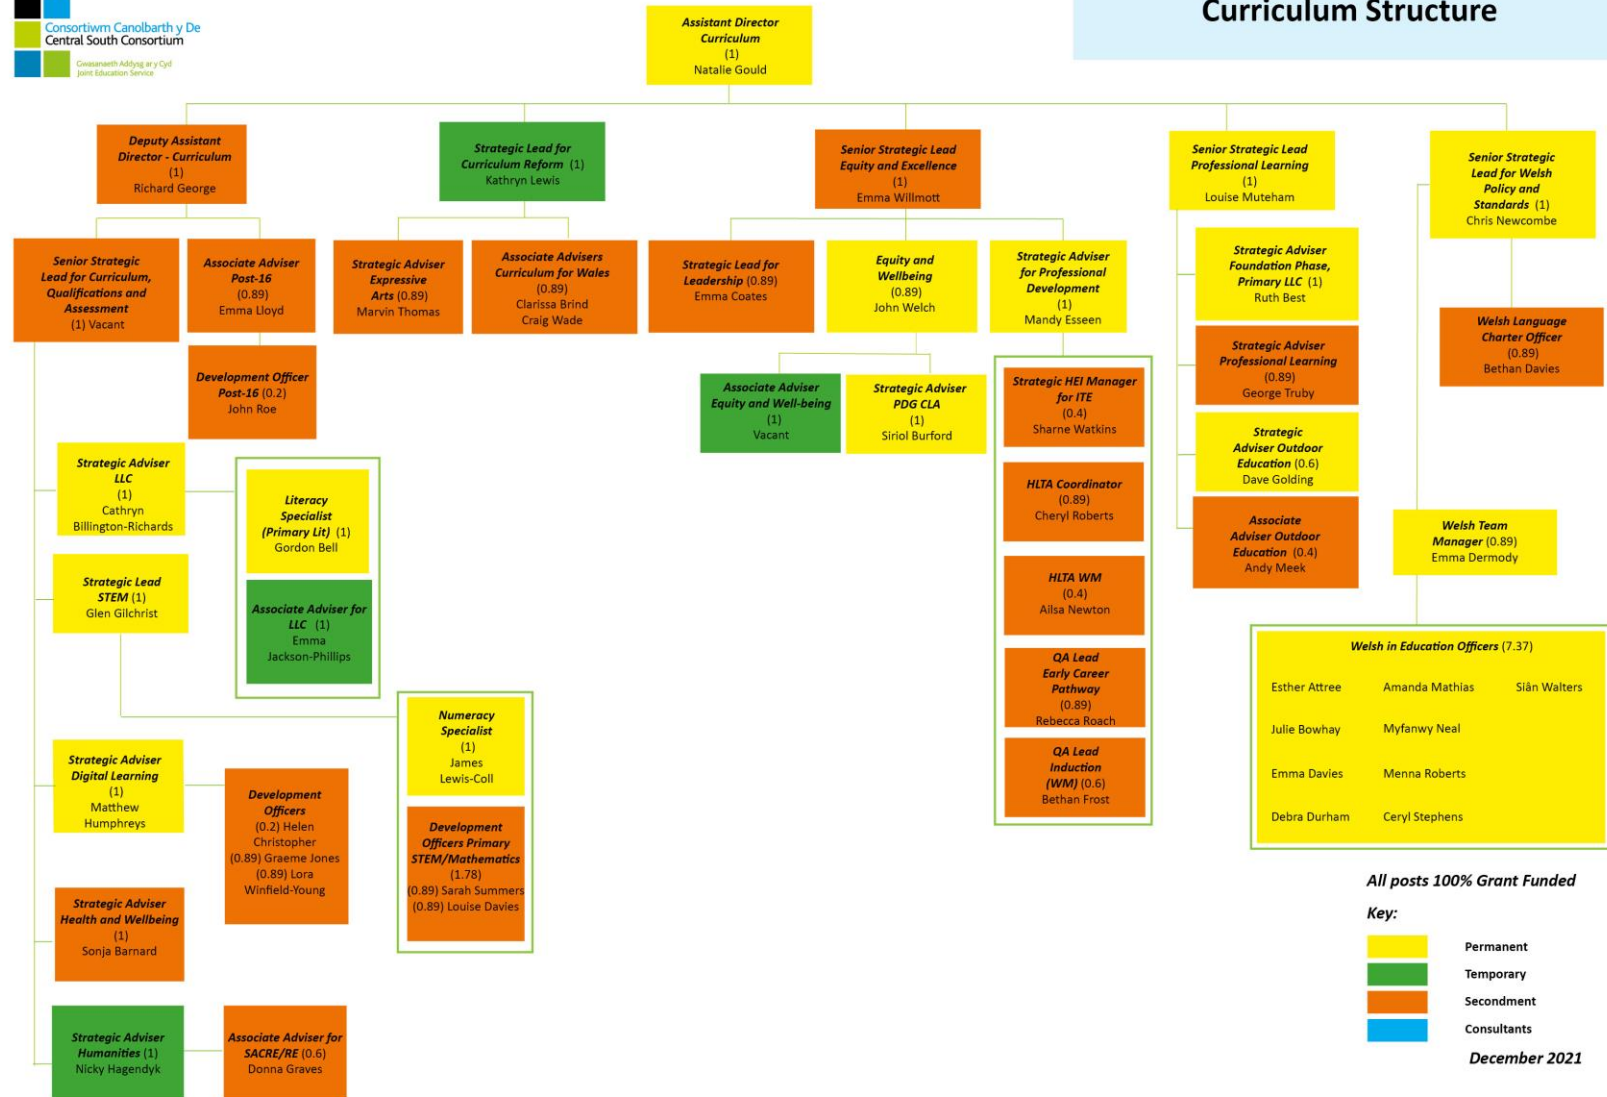 Consortiwm Canolbarth y De
Central South Consortium
Gwasanaeth Addysg ar y Cyd
Joint Education Service
Curriculum Structure
Assistant Director
Curriculum
(1)
Natalie Gould
Deputy Assistant
Director - Curriculum
(1)
Richard George
Strategic Lead for
Curriculum Reform (1)
Kathryn Lewis
Senior Strategic Lead
Equity and Excellence
(1)
Emma Willmott
Senior Strategic Lead
Professional Learning
(1)
Louise Muteham
Senior Strategic
Lead for Welsh
Policy and
Standards (1)
Chris Newcombe
Senior Strategic
Lead for Curriculum,
Qualifications and
Assessment
(1) Vacant
Associate Adviser
Post-16
(0.89)
Emma Lloyd
Development Officer
Post-16 (0.2)
John Roe
Strategic Adviser
Expressive
Arts (0.89)
Marvin Thomas
Associate Advisers
Curriculum for Wales
(0.89)
Clarissa Brind
Craig Wade
Strategic Lead for
Leadership (0.89)
Emma Coates
Equity and
Wellbeing
(0.89)
John Welch
Strategic Adviser
for Professional
Development
(1)
Mandy Esseen
Associate Adviser
Equity and Well-being
(1)
Vacant
Strategic Adviser
PDG CLA
(1)
Siriol Burford
Strategic HEI Manager
for ITE
(0.4)
Sharne Watkins
HLTA Coordinator
(0.89)
Cheryl Roberts
HLTA WM
(0.4)
Ailsa Newton
QA Lead
Early Career
Pathway
(0.89)
Rebecca Roach
QA Lead
Induction
(WM) (0.6)
Bethan Frost
Strategic Adviser
Foundation Phase,
Primary LLC (1)
Ruth Best
Strategic Adviser
Professional Learning
(0.89)
George Truby
Strategic
Adviser Outdoor
Education (0.6)
Dave Golding
Associate
Adviser Outdoor
Education (0.4)
Andy Meek
Welsh Language
Charter Officer
(0.89)
Bethan Davies
Welsh Team
Manager (0.89)
Emma Dermody
Welsh in Education Officers (7.37)
Esther Attree Amanda Mathias Siân Walters
Julie Bowhay Myfanwy Neal
Emma Davies Menna Roberts
Debra Durham Ceryl Stephens
Strategic Adviser
LLC
(1)
Cathryn
Billington-Richards
Literacy
Specialist
(Primary Lit) (1)
Gordon Bell
Associate Adviser for
LLC (1)
Emma
Jackson-Phillips
Strategic Lead
STEM (1)
Glen Gilchrist
Numeracy
Specialist
(1)
James
Lewis-Coll
Development
Officers Primary
STEM/Mathematics
(1.78)
(0.89) Sarah Summers
(0.89) Louise Davies
Strategic Adviser
Digital Learning
(1)
Matthew
Humphreys
Development
Officers
(0.2) Helen
Christopher
(0.89) Graeme Jones
(0.89) Lora
Winfield-Young
Strategic Adviser
Health and Wellbeing
(1)
Sonja Barnard
Strategic Adviser
Humanities (1)
Nicky Hagendyk
Associate Adviser for
SACRE/RE (0.6)
Donna Graves
All posts 100% Grant Funded
Key:
Permanent
Temporary
Secondment
Consultants
December 2021